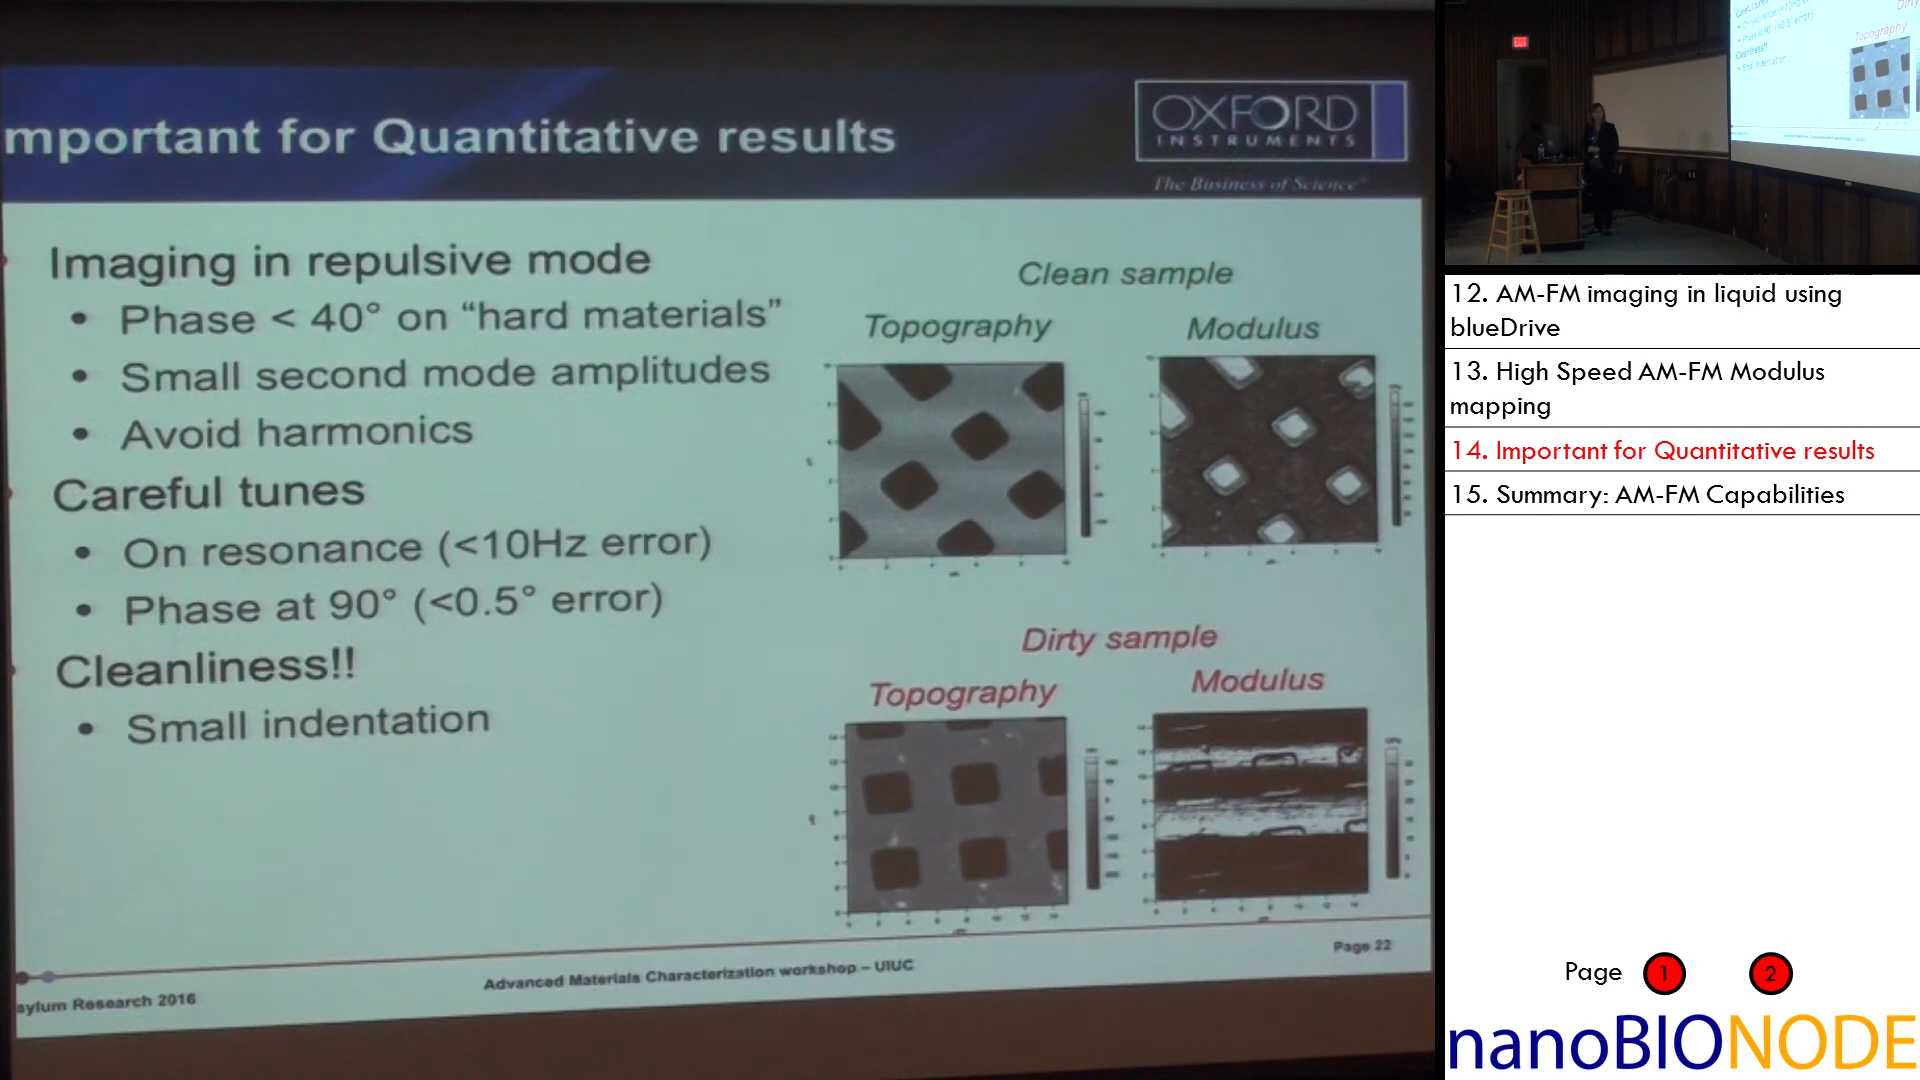 mportant for Quantitative results
OXFORD
INSTRUMENTS
The Business of Science
Imaging in repulsive mode
• Phase < 40° on “hard materials”
• Small second mode amplitudes
• Avoid harmonics
Careful tunes
• On resonance (<10Hz error)
• Phase at 90° (<0.5° error)
Cleanliness!!
• Small indentation
Clean sample
Topography
Modulus
Dirty sample
Topography
Modulus
Page 22
Advanced Materials Characterization workshop – UIUC
sylum Research 2016
EXIT
Topography
Cleanliness!!
12. AM-FM imaging in liquid using
blueDrive
13. High Speed AM-FM Modulus
mapping
14. Important for Quantitative results
15. Summary: AM-FM Capabilities
Page 1 2
nanoBIONODE